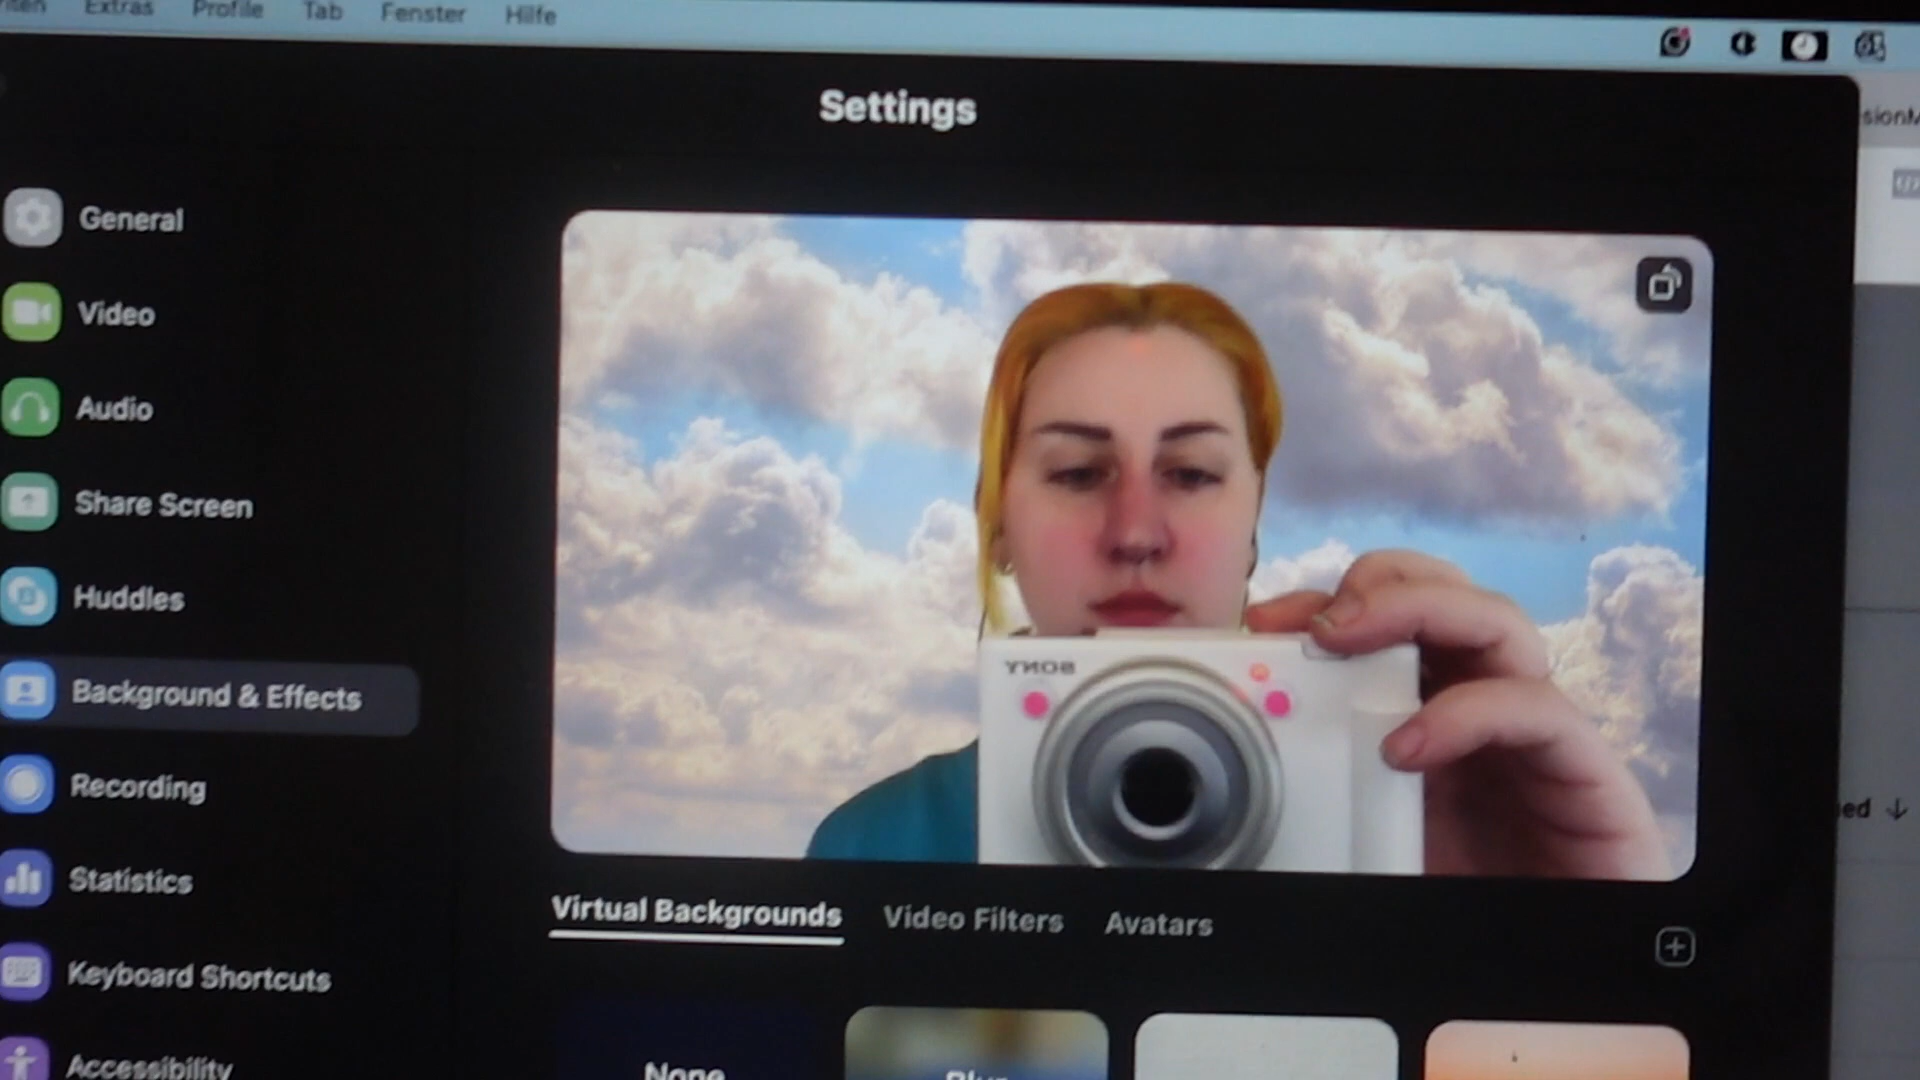 Extras Profile Tab Fenster Hilfe
Settings
General
Video
Audio
Share Screen
Huddles
Background & Effects
Recording
Statistics
Keyboard Shortcuts
Accessibility
SONY
Virtual Backgrounds Video Filters Avatars
None
Blur